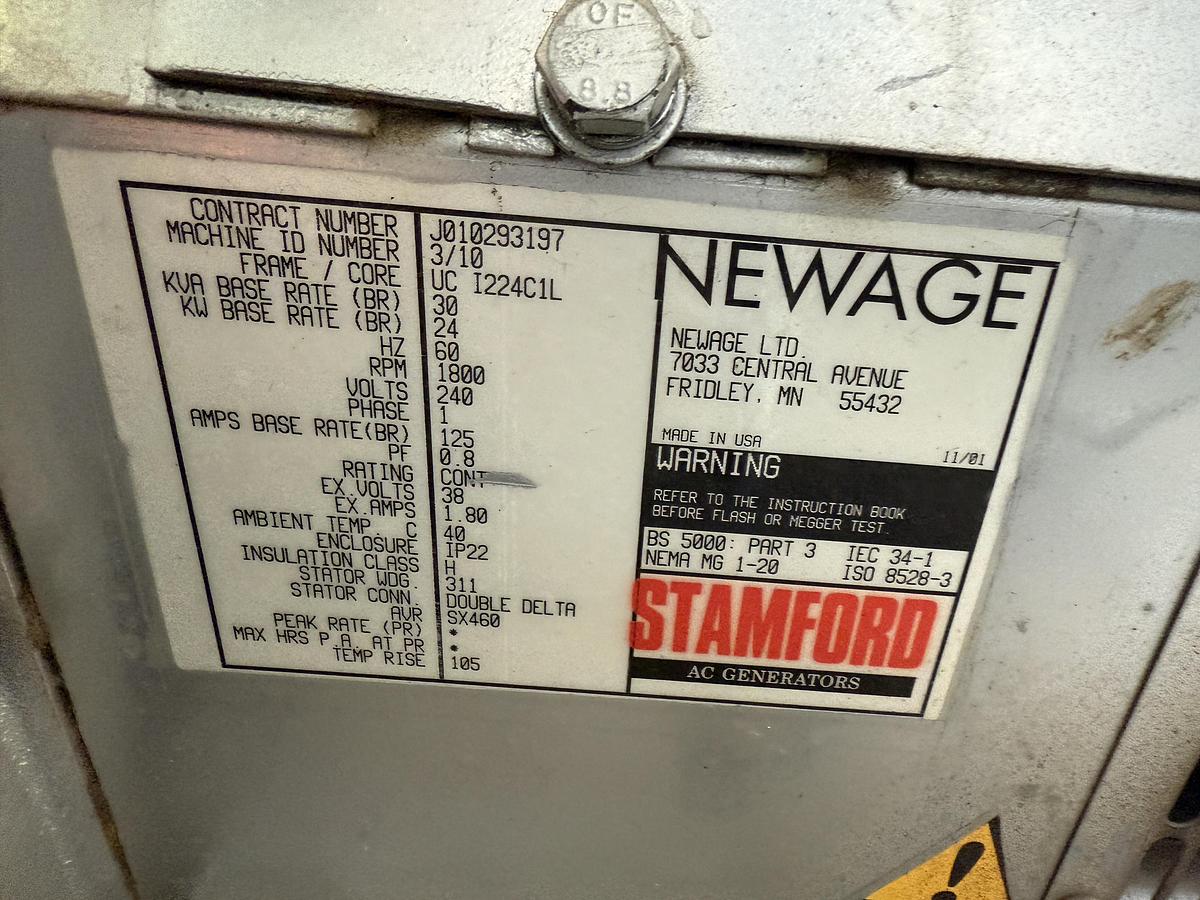 OF
8.8
CONTRACT NUMBER J010293197
MACHINE ID NUMBER 3/10
FRAME / CORE UC I224C1L
KVA BASE RATE (BR) 30
KW BASE RATE (BR) 24
HZ 60
RPM 1800
VOLTS 240
PHASE 1
AMPS BASE RATE(BR) 125
PF 0.8
RATING CONT
EX.VOLTS 38
EX.AMPS 1.80
AMBIENT TEMP C 40
ENCLOSURE IP22
INSULATION CLASS H
STATOR WDG. 311
STATOR CONN. DOUBLE DELTA
AVR SX460
PEAK RATE (PR) *
MAX HRS P.A. AT PR *
TEMP RISE 105
NEWAGE
NEWAGE LTD.
7033 CENTRAL AVENUE
FRIDLEY, MN 55432
MADE IN USA
11/01
WARNING
REFER TO THE INSTRUCTION BOOK
BEFORE FLASH OR MEGGER TEST.
BS 5000: PART 3 IEC 34-1
NEMA MG 1-20 ISO 8528-3
STAMFORD
AC GENERATORS